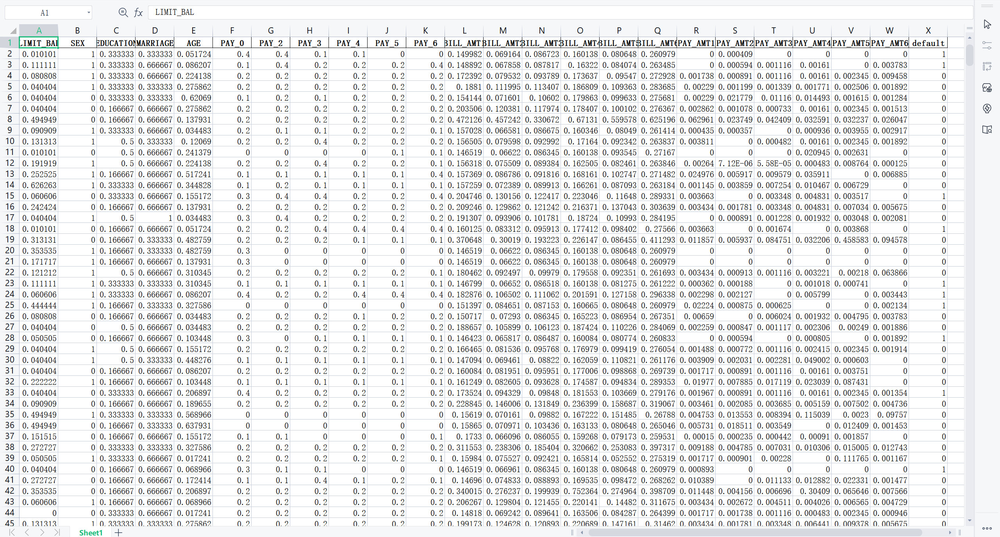 A1 fx LIMIT_BAL
A B C D E F G H I J K L M N O P Q R S T U V W X
1 LIMIT_BAL SEX EDUCATION MARRIAGE AGE PAY_0 PAY_2 PAY_3 PAY_4 PAY_5 PAY_6 BILL_AMT1 BILL_AMT2 BILL_AMT3 BILL_AMT4 BILL_AMT5 BILL_AMT6 PAY_AMT1 PAY_AMT2 PAY_AMT3 PAY_AMT4 PAY_AMT5 PAY_AMT6 default
2 0.010101 1 0.333333 0.333333 0.051724 0.4 0.4 0.1 0.1 0 0 0.149982 0.069164 0.086723 0.160138 0.080648 0.260979 0 0.000409 0 0 0 0 1
3 0.111111 1 0.333333 0.666667 0.086207 0.1 0.4 0.2 0.2 0.2 0.4 0.148892 0.067858 0.087817 0.16322 0.084074 0.263485 0 0.000594 0.001116 0.00161 0 0.003783 1
4 0.080808 1 0.333333 0.666667 0.224138 0.2 0.2 0.2 0.2 0.2 0.2 0.172392 0.079532 0.093789 0.173637 0.09547 0.272928 0.001738 0.000891 0.001116 0.00161 0.002345 0.009458 0
5 0.040404 1 0.333333 0.333333 0.275862 0.2 0.2 0.2 0.2 0.2 0.2 0.1881 0.111995 0.113407 0.186809 0.109363 0.283685 0.00229 0.001199 0.001339 0.001771 0.002506 0.001892 0
6 0.040404 0 0.333333 0.333333 0.62069 0.1 0.2 0.1 0.2 0.2 0.2 0.154144 0.071601 0.10602 0.179863 0.099633 0.275681 0.00229 0.021779 0.01116 0.014493 0.001615 0.001284 0
7 0.040404 0 0.166667 0.666667 0.275862 0.2 0.2 0.2 0.2 0.2 0.2 0.203506 0.120381 0.117974 0.178407 0.100102 0.276367 0.002862 0.001078 0.000733 0.00161 0.002345 0.001513 0
8 0.494949 0 0.166667 0.666667 0.137931 0.2 0.2 0.2 0.2 0.2 0.2 0.472126 0.457242 0.330672 0.67131 0.559578 0.625196 0.062961 0.023749 0.042409 0.032591 0.032237 0.026047 0
9 0.090909 1 0.333333 0.666667 0.034483 0.2 0.1 0.1 0.2 0.2 0.1 0.157028 0.066581 0.086675 0.160346 0.08049 0.261414 0.000435 0.000357 0 0.000936 0.003955 0.002917 0
10 0.131313 1 0.5 0.333333 0.12069 0.2 0.2 0.4 0.2 0.2 0.2 0.156505 0.079598 0.092992 0.17164 0.092342 0.263837 0.003811 0 0.000482 0.00161 0.002345 0.001892 0
11 0.010101 0 0.5 0.666667 0.241379 0 0 0 0 0.1 0.1 0.146519 0.06622 0.086345 0.160138 0.093545 0.27167 0 0 0 0.020945 0.002631 0 0
12 0.191919 1 0.5 0.666667 0.224138 0.2 0.2 0.4 0.2 0.2 0.1 0.156318 0.075509 0.089384 0.162505 0.082461 0.263846 0.00264 7.12E-06 5.58E-05 0.000483 0.008764 0.000125 0
13 0.252525 1 0.166667 0.666667 0.517241 0.1 0.1 0.1 0.1 0.1 0.4 0.157369 0.086786 0.091816 0.168161 0.102747 0.271482 0.024976 0.005917 0.009579 0.035911 0 0.006885 0
14 0.626263 1 0.333333 0.666667 0.344828 0.1 0.2 0.1 0.1 0.1 0.1 0.157259 0.072389 0.089913 0.166261 0.087093 0.263184 0.001145 0.003859 0.007254 0.010467 0.006729 0 0
15 0.060606 0 0.333333 0.666667 0.155172 0.3 0.4 0.4 0.2 0.2 0.4 0.204746 0.130156 0.122417 0.223046 0.11648 0.289331 0.003663 0 0.003348 0.004831 0.003517 0 1
16 0.242424 0 0.166667 0.666667 0.137931 0.2 0.2 0.2 0.2 0.2 0.2 0.209246 0.129862 0.121242 0.216371 0.137043 0.303639 0.003434 0.001781 0.003348 0.004831 0.007034 0.005675 0
17 0.040404 1 0.5 1 0.034483 0.3 0.4 0.2 0.2 0.2 0.2 0.191307 0.093906 0.101781 0.18724 0.10993 0.284195 0 0.000891 0.001228 0.001932 0.003048 0.002081 0
18 0.010101 0 0.166667 0.666667 0.051724 0.2 0.2 0.4 0.4 0.4 0.4 0.160125 0.083312 0.095913 0.177412 0.098402 0.27566 0.003663 0 0.001674 0 0.003868 0 1
19 0.313131 0 0.166667 0.333333 0.482759 0.2 0.2 0.2 0.1 0.1 0.1 0.370648 0.30019 0.193223 0.226147 0.086455 0.411293 0.011857 0.005937 0.084751 0.032206 0.458583 0.094578 0
20 0.353535 1 0.166667 0.333333 0.482759 0.3 0 0 0 0 0 0.146519 0.06622 0.086345 0.160138 0.080648 0.260979 0 0 0 0 0 0 0
21 0.171717 1 0.166667 0.666667 0.137931 0.3 0 0 0 0 0 0.146519 0.06622 0.086345 0.160138 0.080648 0.260979 0 0 0 0 0 0 0
22 0.121212 1 0.5 0.666667 0.310345 0.2 0.2 0.2 0.2 0.2 0.1 0.180462 0.092497 0.09979 0.179558 0.092351 0.261693 0.003434 0.000913 0.001116 0.003221 0.00218 0.063866 0
23 0.111111 1 0.333333 0.333333 0.310345 0.1 0.1 0.1 0.1 0.1 0.1 0.146799 0.06652 0.086518 0.160138 0.081275 0.261222 0.000362 0.000188 0 0.001018 0.000741 0 1
24 0.060606 1 0.333333 0.666667 0.086207 0.4 0.2 0.2 0.4 0.4 0.4 0.182876 0.106502 0.111062 0.201591 0.127158 0.296338 0.002298 0.002127 0 0.005799 0 0.003443 1
25 0.444444 1 0.166667 0.333333 0.327586 0 0 0 0 0 0 0.151397 0.084651 0.087153 0.160665 0.080648 0.260979 0.02224 0.000875 0.000625 0 0 0.002134 1
26 0.080808 0 0.166667 0.666667 0.034483 0.2 0.2 0.2 0.1 0.2 0.2 0.150717 0.07293 0.086345 0.165223 0.086954 0.267351 0.00659 0 0.006024 0.001932 0.004795 0.003783 0
27 0.040404 0 0.5 0.666667 0.034483 0.2 0.2 0.2 0.2 0.2 0.2 0.188657 0.105899 0.106123 0.187424 0.110226 0.284069 0.002259 0.000847 0.001117 0.002306 0.00249 0.001886 0
28 0.050505 0 0.166667 0.666667 0.103448 0.3 0 0.1 0.1 0.1 0.1 0.146423 0.065817 0.086487 0.160084 0.080774 0.260833 0 0.000594 0 0.000805 0 0.001892 1
29 0.040404 1 0.5 0.666667 0.155172 0.2 0.2 0.2 0.2 0.2 0.2 0.166465 0.081536 0.095768 0.176979 0.099419 0.276054 0.001488 0.000772 0.001116 0.002415 0.002345 0.001914 0
30 0.040404 1 0.5 0.333333 0.448276 0.1 0.1 0.1 0.1 0.1 0.1 0.147094 0.069461 0.08822 0.162059 0.110821 0.261176 0.003909 0.002031 0.002281 0.049002 0.000603 0 0
31 0.040404 0 0.166667 0.666667 0.086207 0.2 0.2 0.2 0.2 0.2 0.2 0.160084 0.081951 0.095951 0.177006 0.098868 0.269739 0.001717 0.000891 0.001116 0.00161 0.003751 0 0
32 0.222222 1 0.166667 0.666667 0.103448 0.1 0.1 0.1 0.1 0.1 0.1 0.161249 0.082605 0.093628 0.174587 0.094834 0.289353 0.01977 0.007885 0.017119 0.023039 0.087431 0 0
33 0.040404 0 0.333333 0.666667 0.206897 0.4 0.2 0.2 0.2 0.2 0.2 0.173524 0.094329 0.09848 0.181553 0.103669 0.279176 0.001967 0.000891 0.001116 0.00161 0.002345 0.001354 1
34 0.090909 0 0.166667 0.666667 0.189655 0.2 0.2 0.2 0.2 0.2 0.2 0.228845 0.146006 0.131849 0.236399 0.158687 0.319067 0.003461 0.002085 0.003685 0.005159 0.007502 0.004736 0
35 0.494949 1 0.333333 0.333333 0.568966 0 0 0 0 0 0 0.15619 0.070161 0.09882 0.167222 0.151485 0.26788 0.004753 0.013553 0.008394 0.115039 0.0023 0.09757 0
36 0.494949 0 0.166667 0.333333 0.637931 0 0 0 0 0 0 0.15865 0.070971 0.103436 0.163133 0.080648 0.265046 0.005731 0.018511 0.003549 0 0.012409 0.001453 0
37 0.151515 0 0.166667 0.666667 0.155172 0.1 0.1 0 0 0 0.1 0.1733 0.066096 0.086055 0.159268 0.079173 0.259531 0.00015 0.000235 0.000442 0.00091 0.001857 0 0
38 0.272727 0 0.333333 0.333333 0.327586 0.2 0.2 0.2 0.2 0.2 0.2 0.311553 0.238306 0.185404 0.320662 0.253083 0.397317 0.009188 0.004785 0.007031 0.010306 0.015005 0.012743 0
39 0.050505 1 0.333333 0.666667 0.017241 0.2 0.2 0.2 0.2 0.2 0.1 0.15984 0.075527 0.092421 0.165814 0.052552 0.275319 0.001717 0.000901 0.00228 0 0.111765 0.001167 0
40 0.040404 0 0.166667 0.666667 0.068966 0.3 0.1 0.1 0 0 0 0.146519 0.066961 0.086345 0.160138 0.080648 0.260979 0.000893 0 0 0 0 0 1
41 0.272727 0 0.166667 0.666667 0.172414 0.1 0.1 0.4 0.1 0.2 0.1 0.14696 0.074833 0.088893 0.169535 0.098472 0.268262 0.010389 0 0.011133 0.012882 0.022331 0.001477 0
42 0.353535 0 0.166667 0.666667 0.206897 0.2 0.2 0.2 0.2 0.2 0.2 0.340015 0.276237 0.199939 0.752364 0.274964 0.398709 0.011448 0.004156 0.006696 0.30409 0.065646 0.007566 0
43 0.060606 1 0.166667 0.666667 0.068966 0.2 0.2 0.2 0.2 0.2 0.2 0.206267 0.129804 0.121455 0.220141 0.14482 0.311675 0.003434 0.002672 0.004511 0.004026 0.006565 0.004729 0
44 0 0 0.333333 0.666667 0.017241 0.2 0.2 0.2 0.2 0.2 0.2 0.14818 0.069242 0.089641 0.163506 0.084287 0.264399 0.001717 0.001738 0.001116 0.000483 0.002345 0.000946 0
45 0.131313 1 0.333333 0.333333 0.275862 0.2 0.2 0.2 0.2 0.2 0.2 0.199173 0.124628 0.120893 0.220689 0.147161 0.31462 0.003434 0.001781 0.003348 0.006441 0.009378 0.005675 0
Sheet1